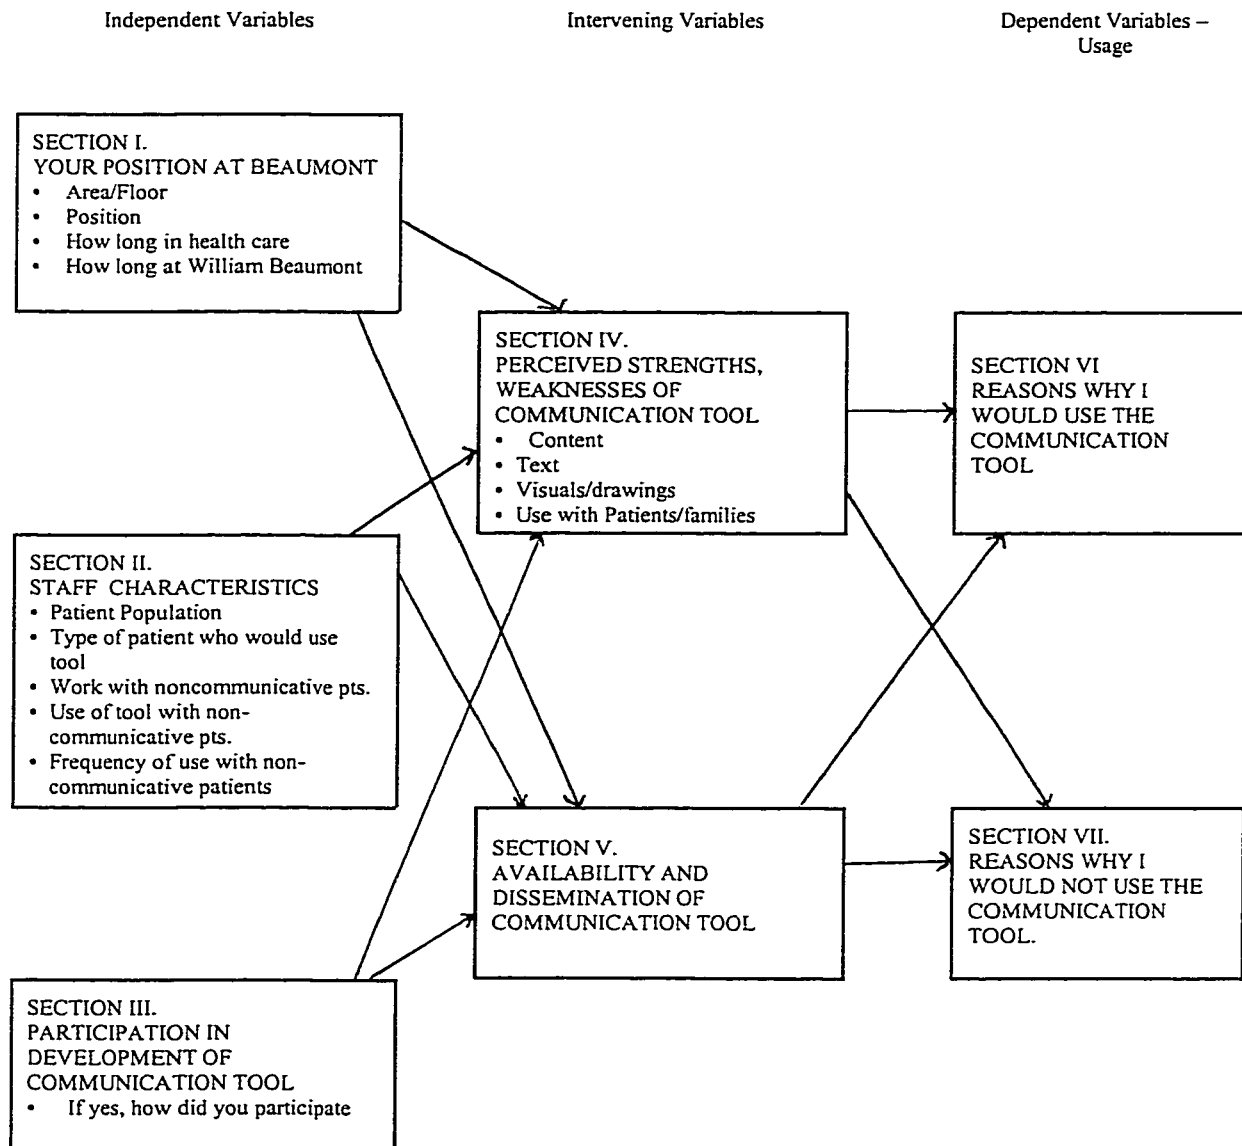 Independent Variables
Intervening Variables
Dependent Variables –
Usage
SECTION I.
YOUR POSITION AT BEAUMONT
• Area/Floor
• Position
• How long in health care
• How long at William Beaumont
SECTION II.
STAFF CHARACTERISTICS
• Patient Population
• Type of patient who would use
tool
• Work with noncommunicative pts.
• Use of tool with non-
communicative pts.
• Frequency of use with non-
communicative patients
SECTION III.
PARTICIPATION IN
DEVELOPMENT OF
COMMUNICATION TOOL
• If yes, how did you participate
SECTION IV.
PERCEIVED STRENGTHS,
WEAKNESSES OF
COMMUNICATION TOOL
• Content
• Text
• Visuals/drawings
• Use with Patients/families
SECTION V.
AVAILABILITY AND
DISSEMINATION OF
COMMUNICATION TOOL
SECTION VI
REASONS WHY I
WOULD USE THE
COMMUNICATION
TOOL
SECTION VII.
REASONS WHY I
WOULD NOT USE THE
COMMUNICATION
TOOL.